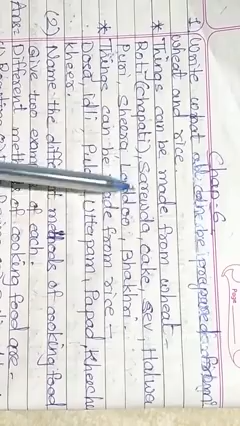 Page
Chap-6
1 Write what all can be prepared from
wheat and rice.
* Things can be made from wheat -
Roti (chapati), cake, Sev, Halwa
Puri, Sheera, Bhakhri.
* Things can be made from rice -
Dosa, idli, Uttapam, Papad, Khichu
kheer.
(2) Name the different methods of cooking food
Give two examples of each.
Ans= Different methods of cooking food are -